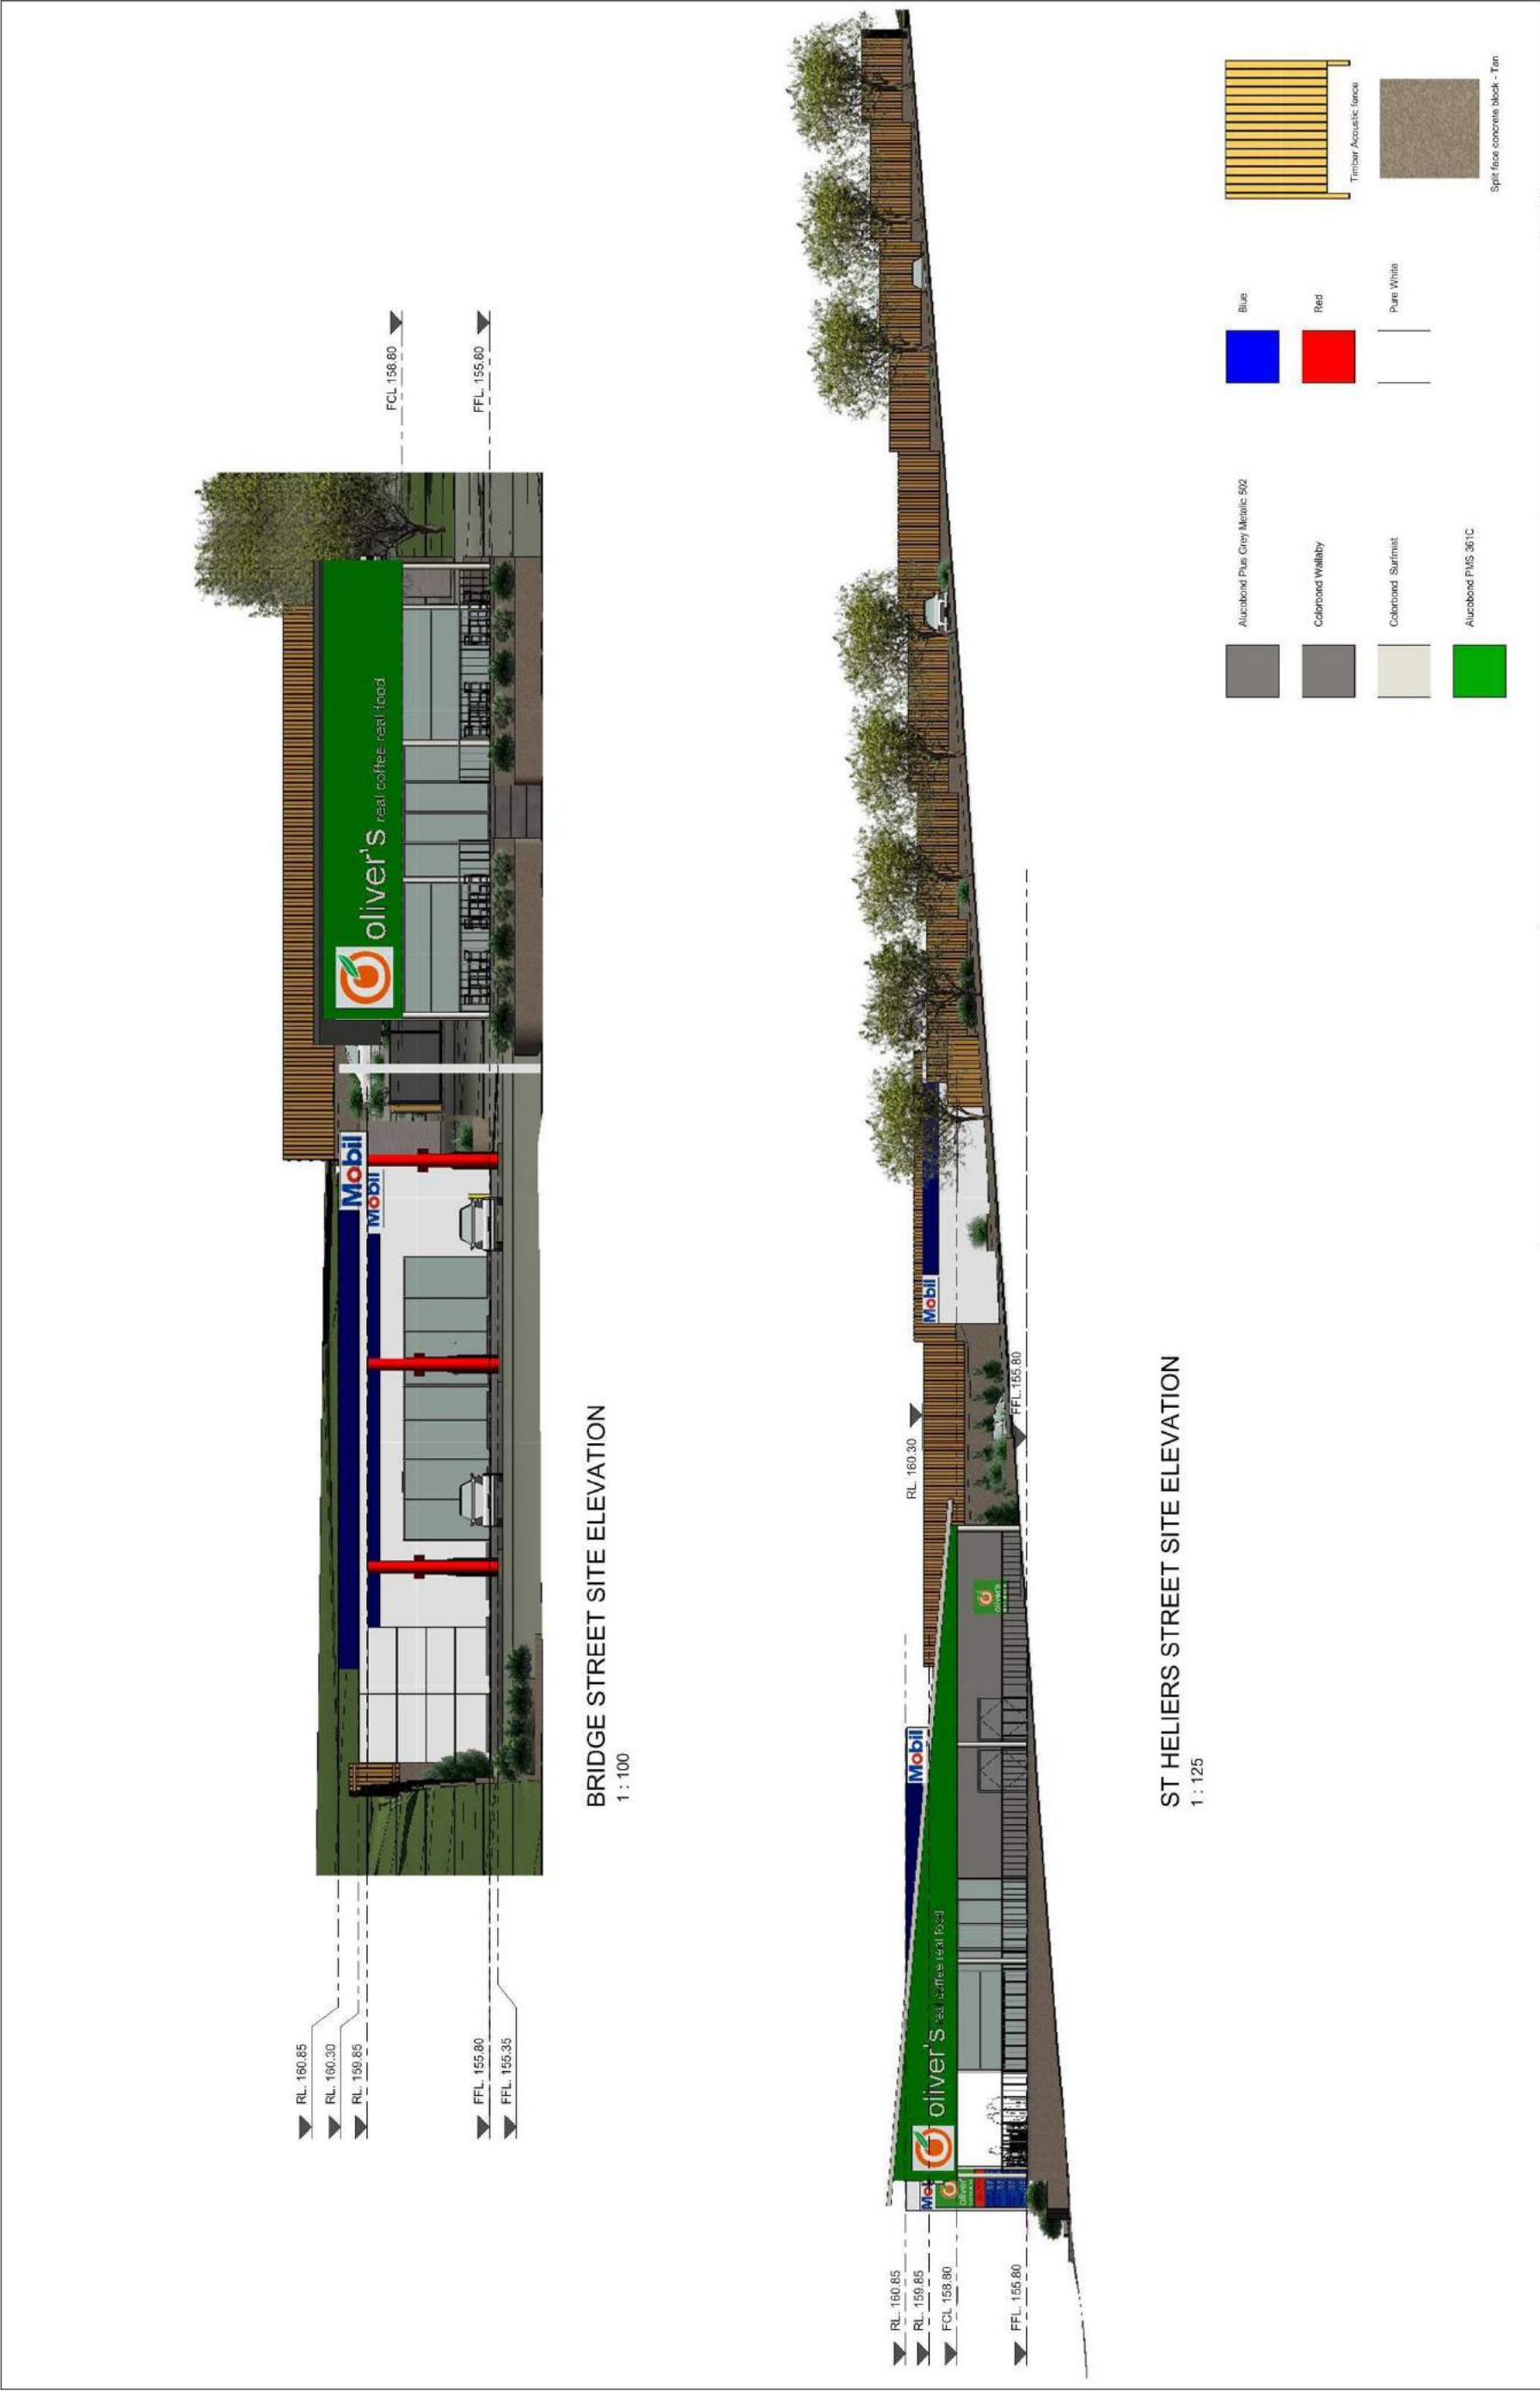 RL. 160.85
RL. 160.30
RL. 159.85
FFL. 155.80
FFL. 155.35
Mobil
Mobil
oliver's real coffee real food
FCL 158.80
FFL. 155.80
BRIDGE STREET SITE ELEVATION
1 : 100
RL. 160.85
RL. 159.85
FCL 158.80
FFL. 155.80
Mobil
oliver's
oliver's real coffee real food
Mobil
oliver's
RL. 160.30
FFL. 155.80
Mobil
ST HELIERS STREET SITE ELEVATION
1 : 125
Alucobond Plus Grey Metalic 502
Colorbond Wallaby
Colorbond Surfmist
Alucobond PMS 361C
Blue
Red
Pure White
Timber Acoustic fence
Split face concrete block - Tan